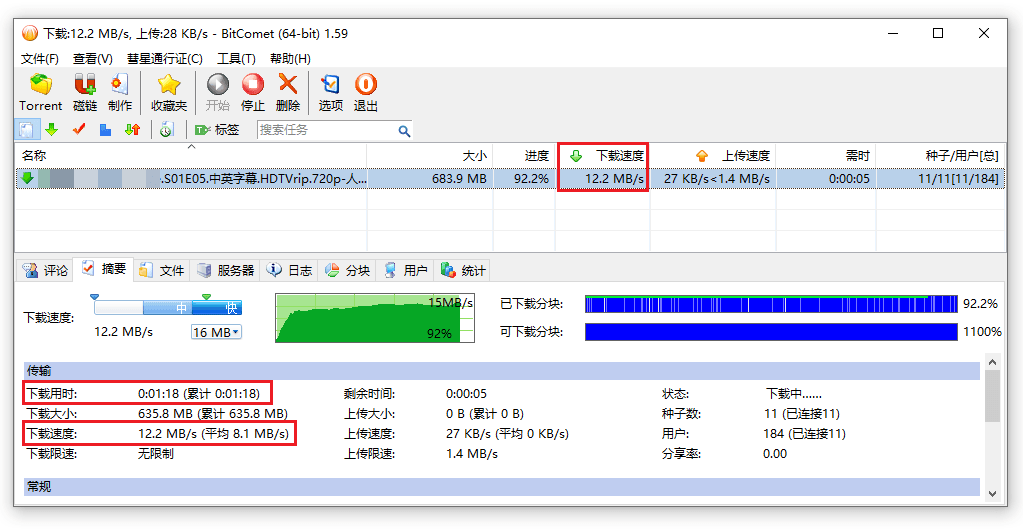 下载:12.2 MB/s, 上传:28 KB/s - BitComet (64-bit) 1.59
文件(F) 查看(V) 彗星通行证(C) 工具(T) 帮助(H)
Torrent 磁链 制作 收藏夹 开始 停止 删除 选项 退出
标签 搜索任务
名称 大小 进度 下载速度 上传速度 需时 种子/用户[总]
.S01E05.中英字幕.HDTVrip.720p-人... 683.9 MB 92.2% 12.2 MB/s 27 KB/s<1.4 MB/s 0:00:05 11/11[11/184]
评论 摘要 文件 服务器 日志 分块 用户 统计
下载速度: 中 快 15MB/s 已下载分块: 92.2%
12.2 MB/s 16 MB 92% 可下载分块: 1100%
传输
下载用时: 0:01:18 (累计 0:01:18) 剩余时间: 0:00:05 状态: 下载中......
下载大小: 635.8 MB (累计 635.8 MB) 上传大小: 0 B (累计 0 B) 种子数: 11 (已连接11)
下载速度: 12.2 MB/s (平均 8.1 MB/s) 上传速度: 27 KB/s (平均 0 KB/s) 用户: 184 (已连接11)
下载限速: 无限制 上传限速: 1.4 MB/s 分享率: 0.00
常规